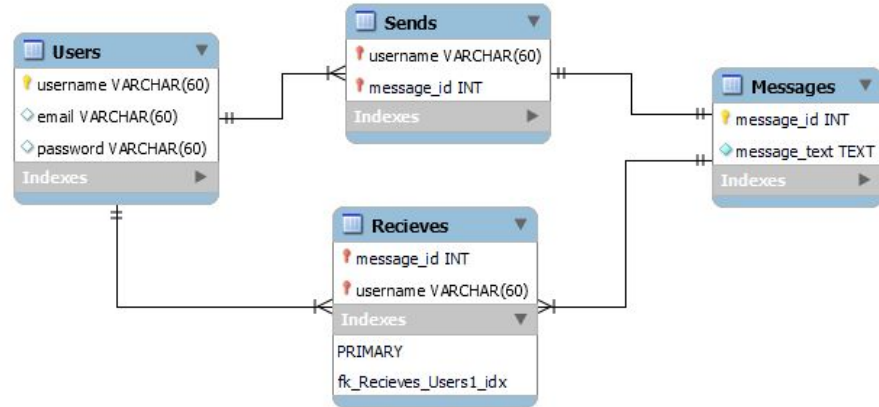 Users
username VARCHAR(60)
email VARCHAR(60)
password VARCHAR(60)
Indexes
Sends
username VARCHAR(60)
message_id INT
Indexes
Messages
message_id INT
message_text TEXT
Indexes
Recieves
message_id INT
username VARCHAR(60)
Indexes
PRIMARY
fk_Recieves_Users1_idx